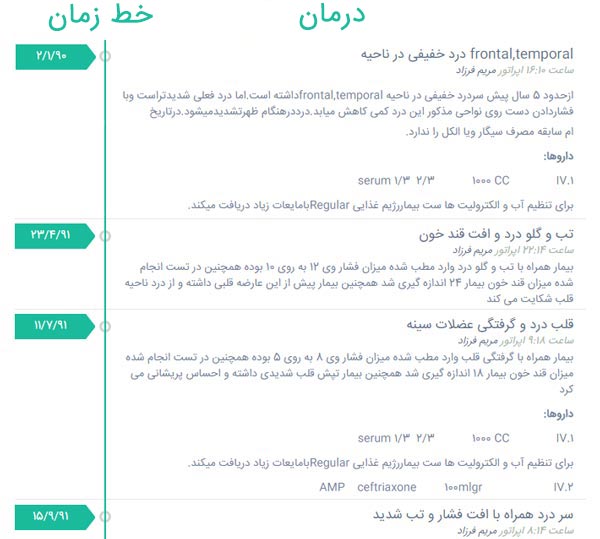 درمان
خط زمان
۲/۱/۹۰
frontal,temporal درد خفیفی در ناحیه
ساعت ۱۶:۱۰ اپراتور مریم فرزاد
ازحدود ۵ سال پیش سردرد خفیفی در ناحیه frontal,temporalداشته است.اما درد فعلی شدیدتراست وبا
فشاردادن دست روی نواحی مذکور این درد کمی کاهش میابد.درددرهنگام ظهرتشدیدمیشود.درتاریخ
ام سابقه مصرف سیگار ویا الکل را ندارد.
داروها:
IV.۱ ۱۰۰۰ CC serum ۱/۳ ۲/۳
برای تنظیم آب و الکترولیت ها ست بیماررژیم غذایی Regularبامایعات زیاد دریافت میکند.
۲۳/۴/۹۱
تب و گلو درد و افت قند خون
ساعت ۲۲:۱۴ اپراتور مریم فرزاد
بیمار همراه با تب و گلو درد وارد مطب شده میزان فشار وی ۱۲ به روی ۱۰ بوده همچنین در تست انجام
شده میزان قند خون بیمار ۲۴ اندازه گیری شد همچنین بیمار پیش از این عارضه قلبی داشته و از درد ناحیه
قلب شکایت می کند
۱۱/۷/۹۱
قلب درد و گرفتگی عضلات سینه
ساعت ۹:۱۸ اپراتور مریم فرزاد
بیمار همراه با گرفتگی قلب وارد مطب شده میزان فشار وی ۸ به روی ۵ بوده همچنین در تست انجام شده
میزان قند خون بیمار ۱۸ اندازه گیری شد همچنین بیمار تپش قلب شدیدی داشته و احساس پریشانی می
کرد
داروها:
IV.۱ ۱۰۰۰ CC serum ۱/۳ ۲/۳
برای تنظیم آب و الکترولیت ها ست بیماررژیم غذایی Regularبامایعات زیاد دریافت میکند.
IV.۲ ۱۰۰mlgr ceftriaxone AMP
۱۵/۹/۹۱
سر درد همراه با افت فشار و تب شدید
ساعت ۸:۱۴ اپراتور مریم فرزاد